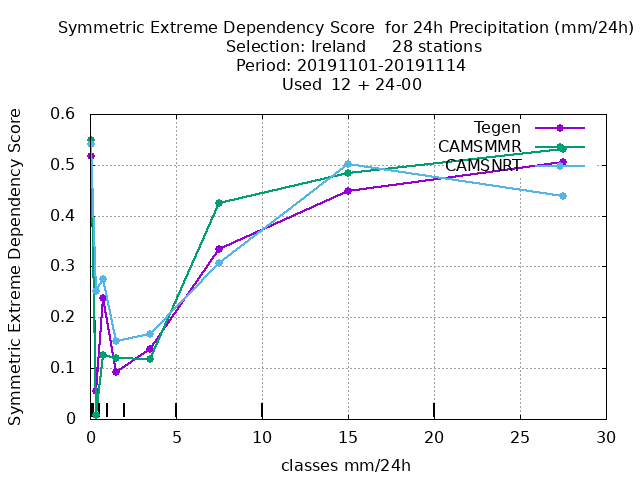 Symmetric Extreme Dependency Score  for 24h Precipitation (mm/24h)
Selection: Ireland     28 stations
Period: 20191101-20191114
Used  12 + 24-00
Symmetric Extreme Dependency Score
0.6
0.5
0.4
0.3
0.2
0.1
0
Tegen
CAMSMMR
CAMSNRT
0 5 10 15 20 25 30
classes mm/24h